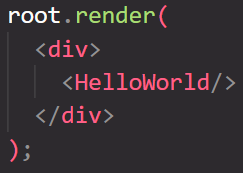 root.render(
  <div>
    <HelloWorld/>
  </div>
);